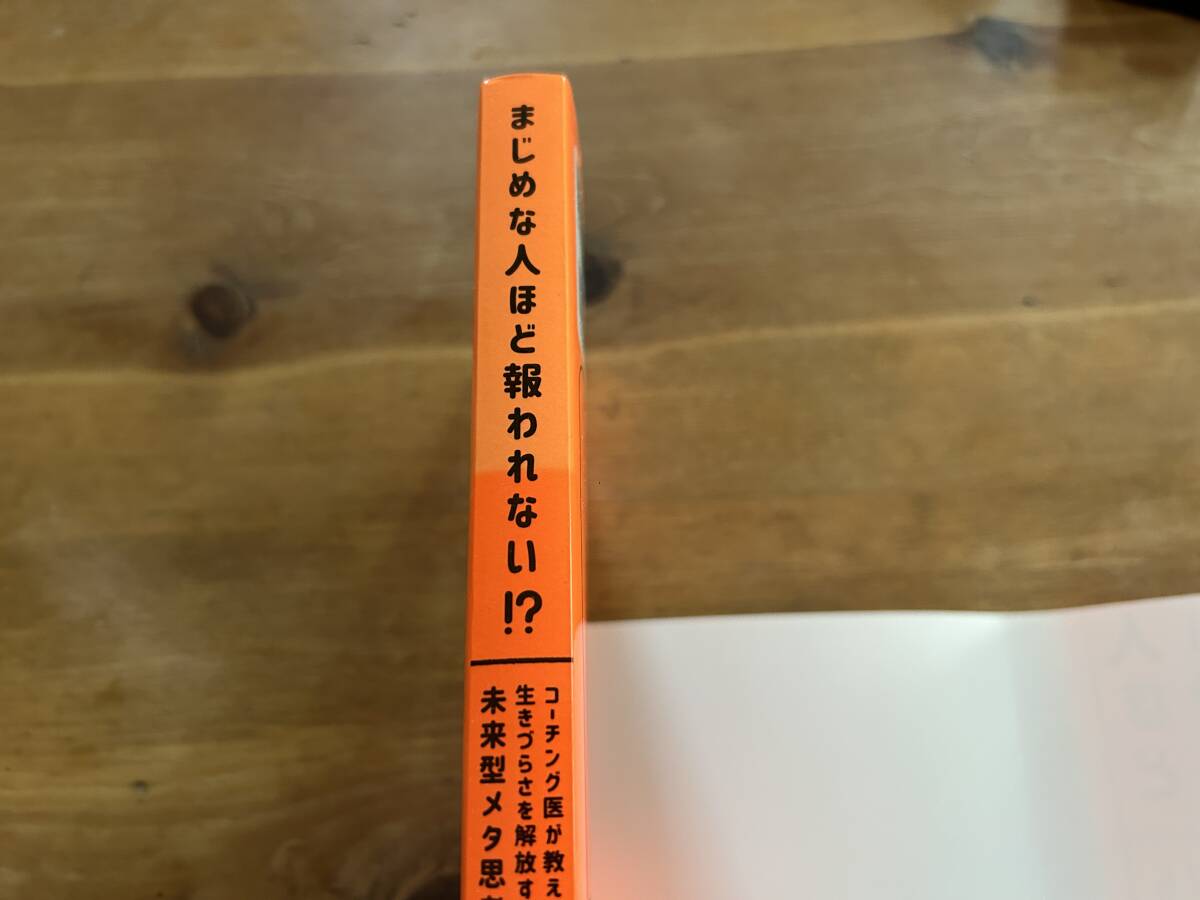 まじめな人ほど報われない!?
コーチング医が教え
生きづらさを解放す
未来型メタ思